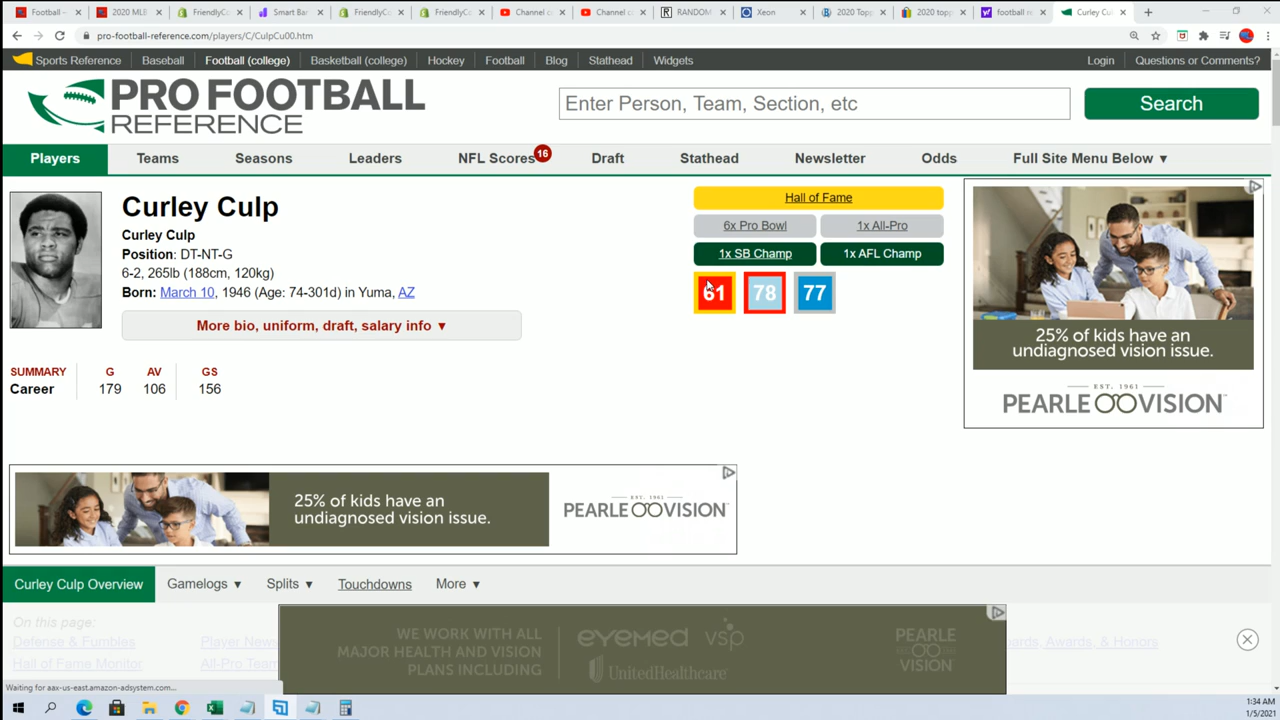 Football –
2020 MLB
FriendlyCo
Smart Bar
FriendlyCo
FriendlyCo
Channel co
Channel co
RANDOM
Xeon
2020 Topp
2020 topp
football re
Curley Cul
pro-football-reference.com/players/C/CulpCu00.htm
Sports Reference Baseball Football (college) Basketball (college) Hockey Football Blog Stathead Widgets Login Questions or Comments?
PRO FOOTBALL
REFERENCE
Enter Person, Team, Section, etc
Search
Players Teams Seasons Leaders NFL Scores 16 Draft Stathead Newsletter Odds Full Site Menu Below ▼
Curley Culp
Curley Culp
Position: DT-NT-G
6-2, 265lb (188cm, 120kg)
Born: March 10, 1946 (Age: 74-301d) in Yuma, AZ
More bio, uniform, draft, salary info ▼
Hall of Fame
6x Pro Bowl 1x All-Pro
1x SB Champ 1x AFL Champ
61 78 77
SUMMARY G AV GS
Career 179 106 156
25% of kids have an
undiagnosed vision issue.
EST. 1961
PEARLE VISION
25% of kids have an
undiagnosed vision issue.
EST. 1961
PEARLE VISION
Curley Culp Overview Gamelogs ▼ Splits ▼ Touchdowns More ▼
On this page:
Defense & Fumbles Player News
Hall of Fame Monitor All-Pro Team
Awards, & Honors
WE WORK WITH ALL
MAJOR HEALTH AND VISION
PLANS INCLUDING
eyemed vsp
UnitedHealthcare
PEARLE
VISION
Waiting for aax-us-east.amazon-adsystem.com...
1:34 AM
1/5/2021